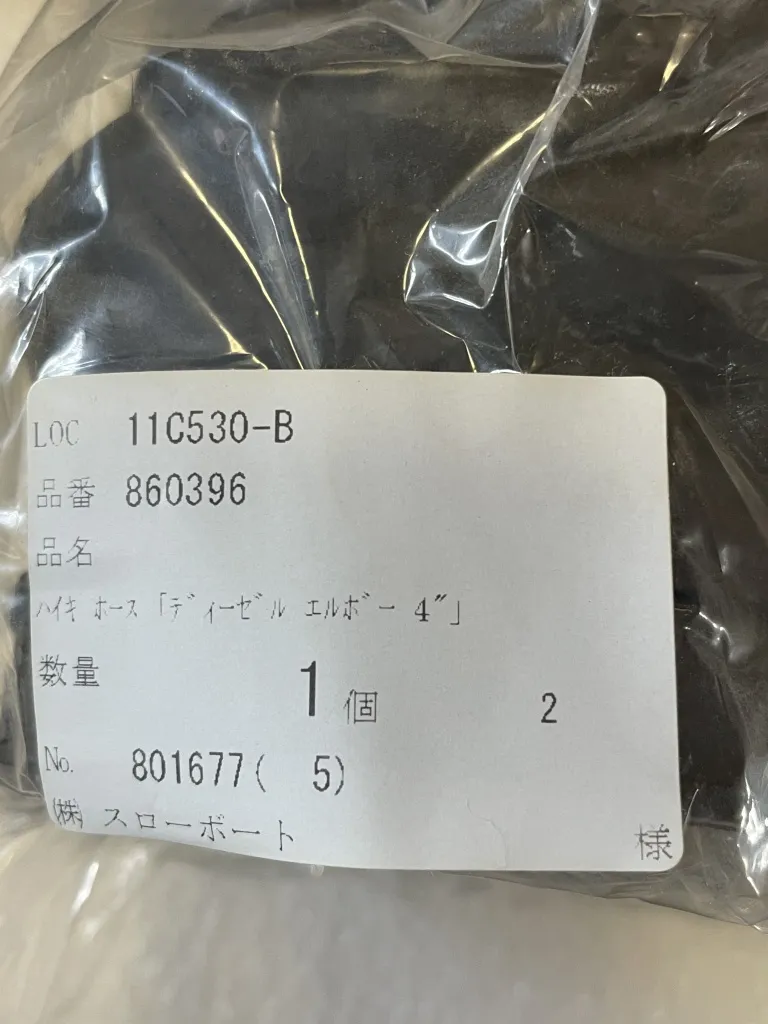 LOC 11C530-B
品番 860396
品名
ﾊｲｷ ﾎｰｽ｢ﾃﾞｨｰｾﾞﾙ ｴﾙﾎﾞｰ 4″｣
数量 1 個 2
No. 801677( 5)
㈱ スローボート 様